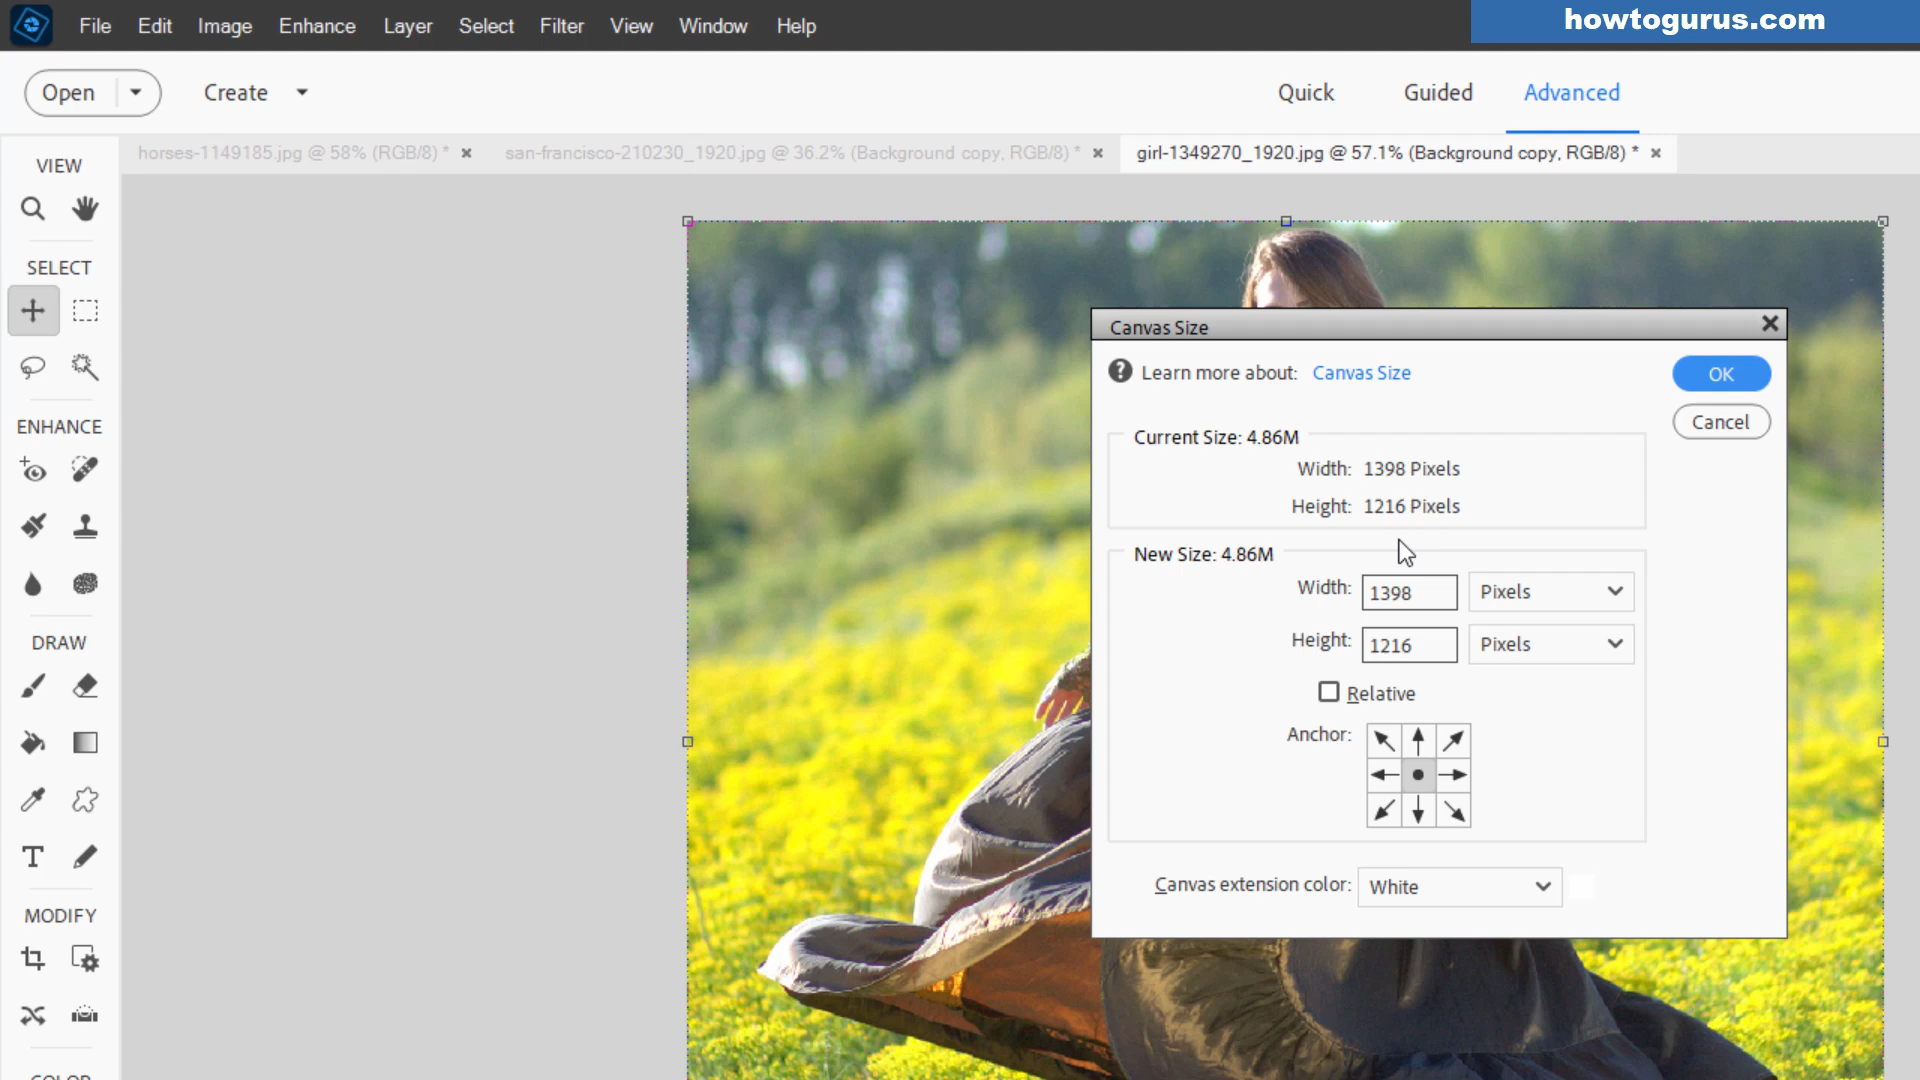 File Edit Image Enhance Layer Select Filter View Window Help
howtogurus.com
Open Create Quick Guided Advanced
horses-1149185.jpg @ 58% (RGB/8) * san-francisco-210230_1920.jpg @ 36.2% (Background copy, RGB/8) * girl-1349270_1920.jpg @ 57.1% (Background copy, RGB/8) *
VIEW
SELECT
ENHANCE
DRAW
MODIFY
COLOR
Canvas Size
Learn more about: Canvas Size
OK
Cancel
Current Size: 4.86M
Width: 1398 Pixels
Height: 1216 Pixels
New Size: 4.86M
Width: 1398 Pixels
Height: 1216 Pixels
Relative
Anchor:
Canvas extension color: White